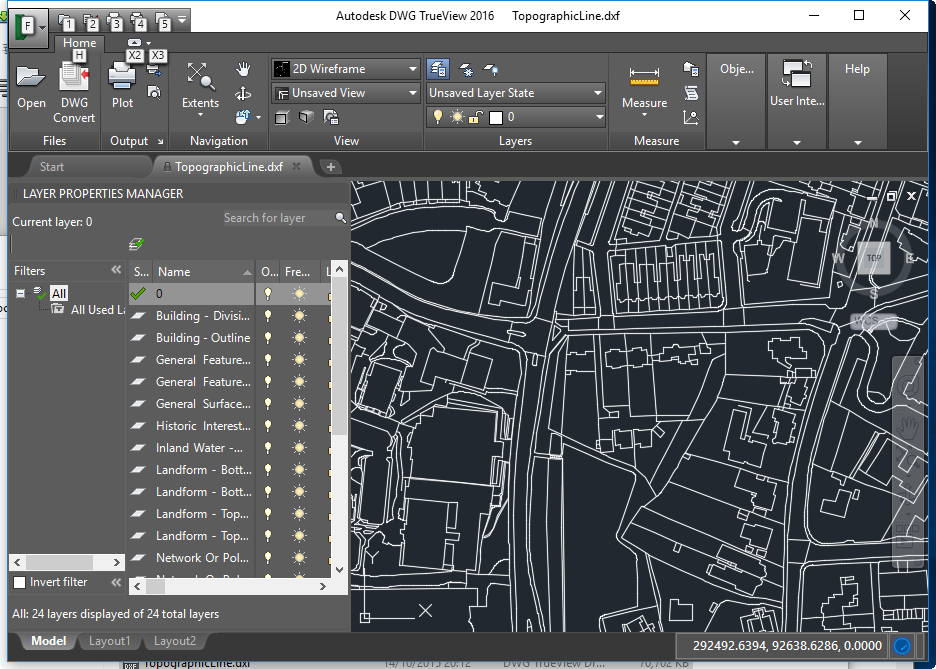 Autodesk DWG TrueView 2016 TopographicLine.dxf
F 1 2 3 4 5
Home
H X2 X3
Open
DWG Convert
Files
Plot
Output
Extents
Navigation
2D Wireframe
Unsaved View
View
Unsaved Layer State
0
Layers
Measure
Measure
Obje...
User Inte...
Help
Start
TopographicLine.dxf
LAYER PROPERTIES MANAGER
Current layer: 0
Search for layer
Filters
All
All Used La
S... Name O... Fre... L
0
Building - Divisi...
Building - Outline
General Feature...
General Feature...
General Surface...
Historic Interest...
Inland Water -...
Landform - Bott...
Landform - Bott...
Landform - Top...
Landform - Top...
Network Or Pol...
Invert filter
All: 24 layers displayed of 24 total layers
N
W TOP E
S
WCS
Model Layout1 Layout2
292492.6394, 92638.6286, 0.0000
TopographicLine.dxf 14/10/2015 20:12 DWG TrueView Dr... 70,702 KB